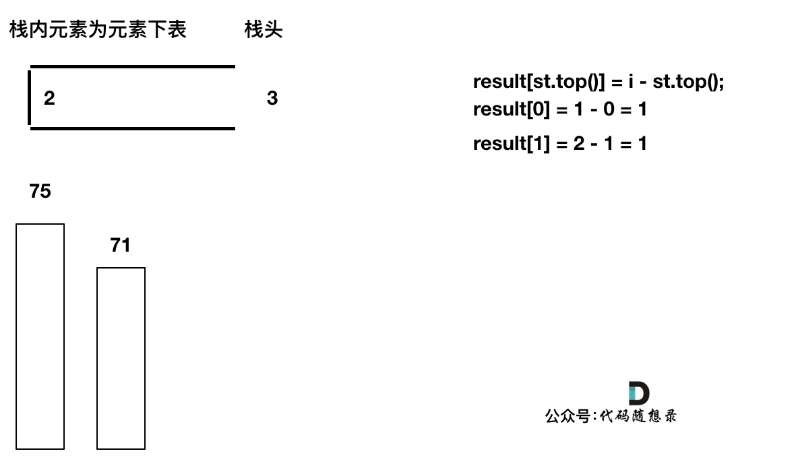 栈内元素为元素下表 栈头
2 3
result[st.top()] = i - st.top();
result[0] = 1 - 0 = 1
result[1] = 2 - 1 = 1
75
71
D
公众号:代码随想录